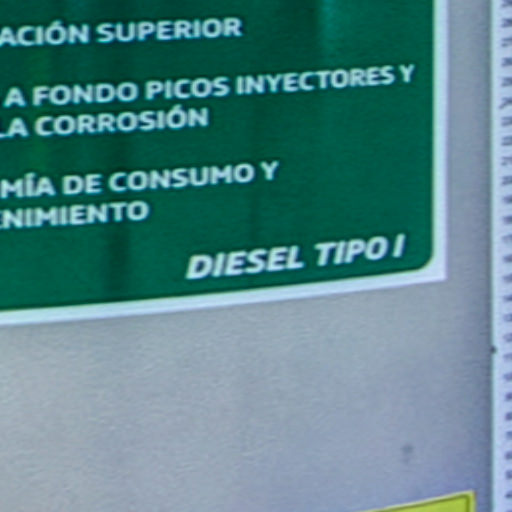 ACIÓN SUPERIOR
A FONDO PICOS INYECTORES Y
LA CORROSIÓN
MÍA DE CONSUMO Y
ENIMIENTO
DIESEL TIPO I